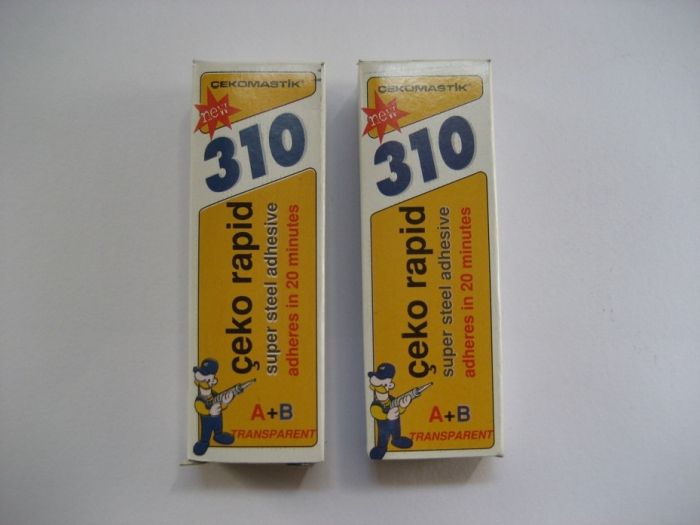 ÇEKOMASTİK®
new
310
çeko rapid
super steel adhesive
adheres in 20 minutes
A+B
TRANSPARENT
ÇEKOMASTİK®
new
310
çeko rapid
super steel adhesive
adheres in 20 minutes
A+B
TRANSPARENT